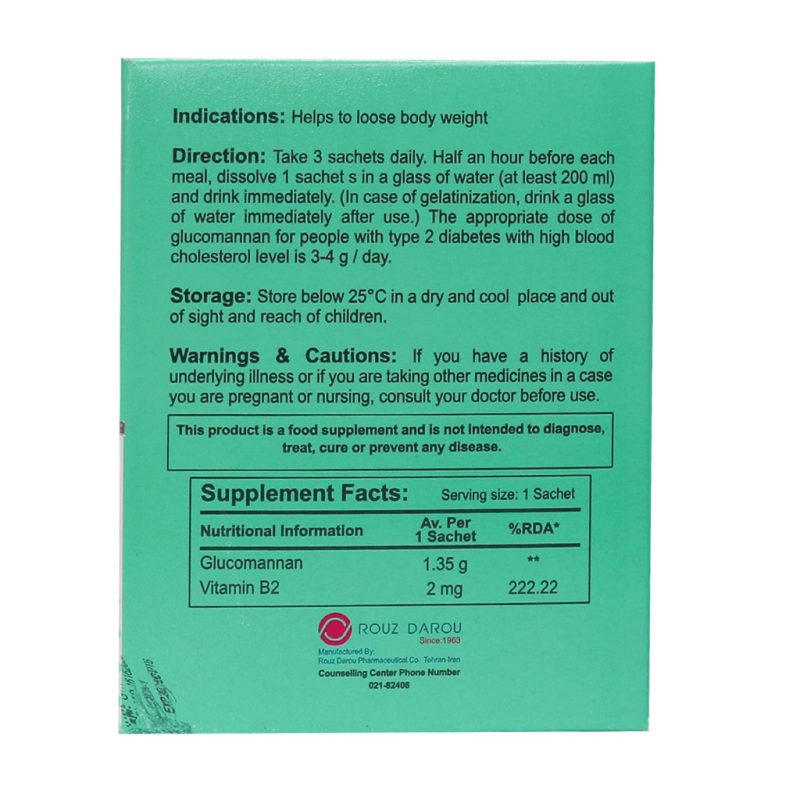 Indications: Helps to loose body weight
Direction: Take 3 sachets daily. Half an hour before each
meal, dissolve 1 sachet s in a glass of water (at least 200 ml)
and drink immediately. (In case of gelatinization, drink a glass
of water immediately after use.) The appropriate dose of
glucomannan for people with type 2 diabetes with high blood
cholesterol level is 3-4 g / day.
Storage: Store below 25°C in a dry and cool place and out
of sight and reach of children.
Warnings & Cautions: If you have a history of
underlying illness or if you are taking other medicines in a case
you are pregnant or nursing, consult your doctor before use.
This product is a food supplement and is not intended to diagnose,
treat, cure or prevent any disease.
Supplement Facts: Serving size: 1 Sachet
Nutritional Information Av. Per 1 Sachet %RDA*
Glucomannan 1.35 g **
Vitamin B2 2 mg 222.22
ROUZ DAROU
Since:1963
Manufactured By:
Rouz Darou Pharmaceutical Co. Tehran-Iran
Counselling Center Phone Number
021-82406